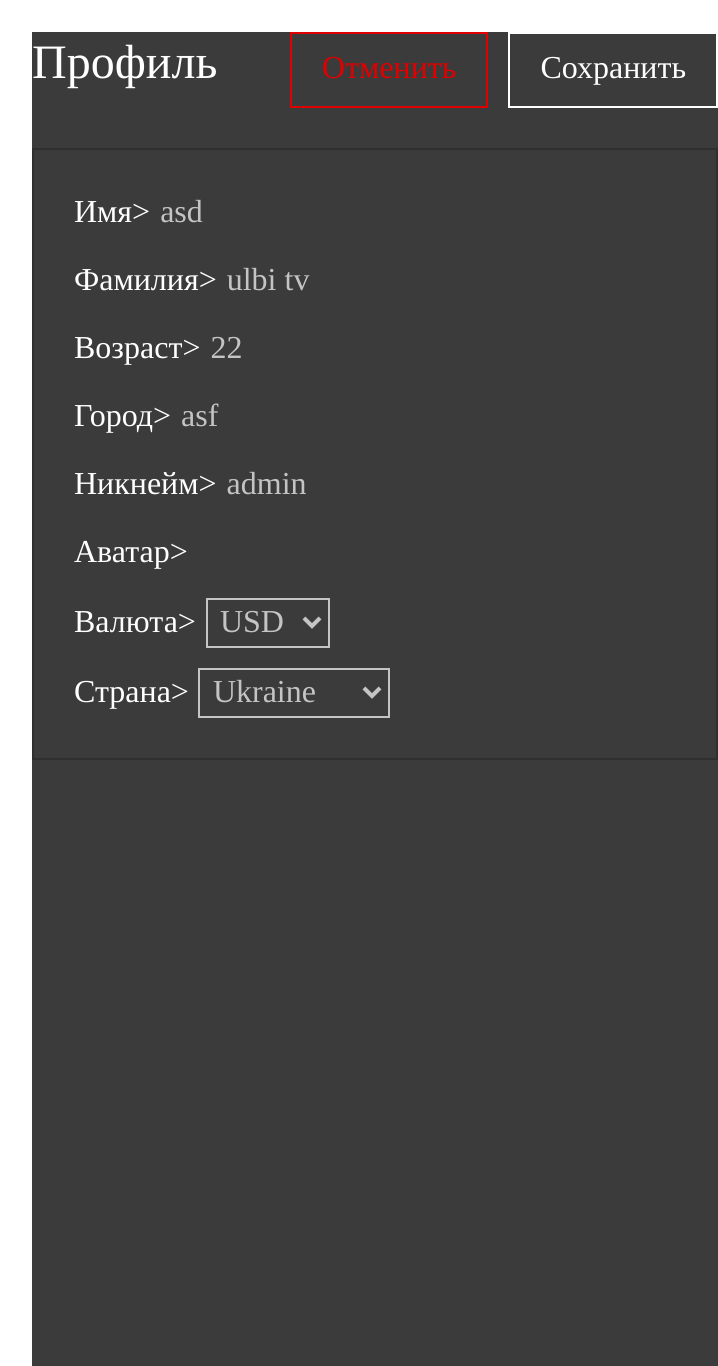 Профиль Отменить Сохранить
Имя> asd
Фамилия> ulbi tv
Возраст> 22
Город> asf
Никнейм> admin
Аватар>
Валюта> USD
Страна> Ukraine